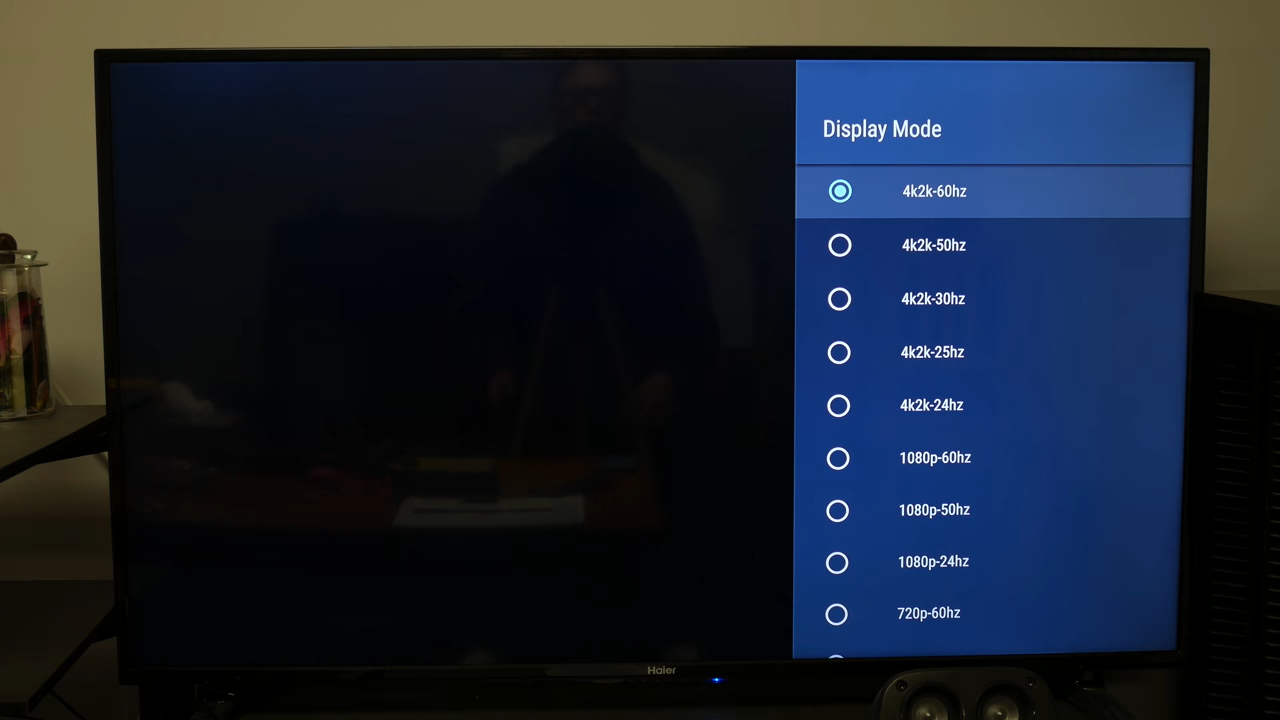 Display Mode
4k2k-60hz
4k2k-50hz
4k2k-30hz
4k2k-25hz
4k2k-24hz
1080p-60hz
1080p-50hz
1080p-24hz
720p-60hz
Haier